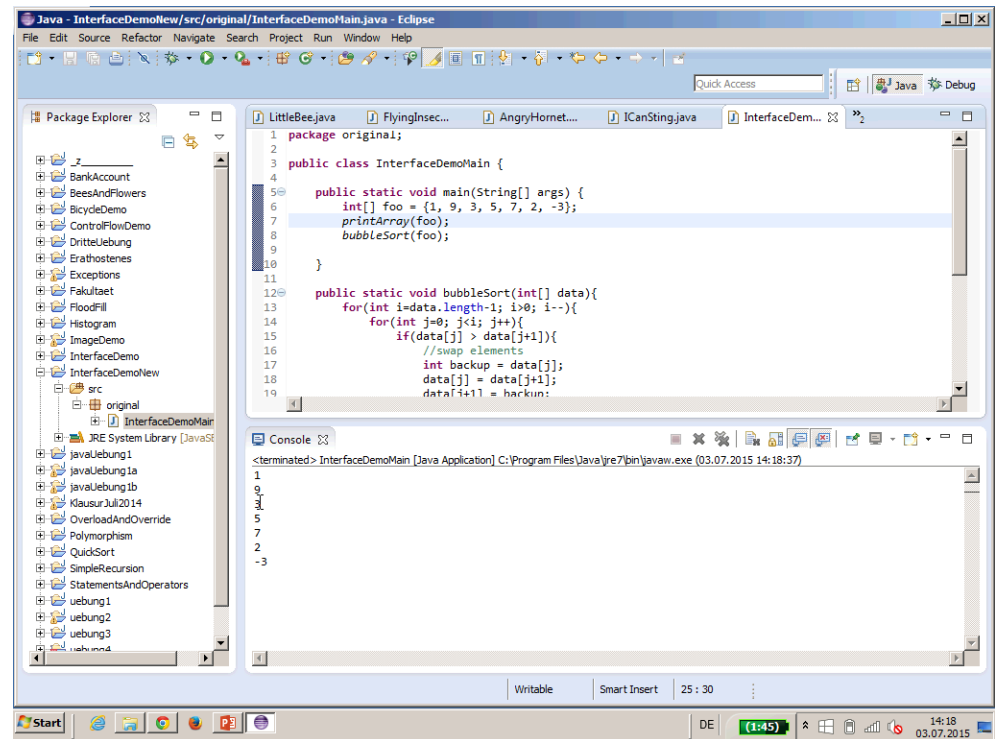 Java - InterfaceDemoNew/src/original/InterfaceDemoMain.java - Eclipse
File Edit Source Refactor Navigate Search Project Run Window Help
Quick Access
Java
Debug
Package Explorer
_z_________
BankAccount
BeesAndFlowers
BicycleDemo
ControlFlowDemo
DritteUebung
Erathostenes
Exceptions
Fakultaet
FloodFill
Histogram
ImageDemo
InterfaceDemo
InterfaceDemoNew
src
original
InterfaceDemoMain
JRE System Library [JavaSE
javaUebung1
javaUebung1a
javaUebung1b
KlausurJuli2014
OverloadAndOverride
Polymorphism
QuickSort
SimpleRecursion
StatementsAndOperators
uebung1
uebung2
uebung3
uebung4
LittleBee.java FlyingInsec... AngryHornet.... ICanSting.java InterfaceDem... »2
1 package original;
2
3 public class InterfaceDemoMain {
4
5 public static void main(String[] args) {
6 int[] foo = {1, 9, 3, 5, 7, 2, -3};
7 printArray(foo);
8 bubbleSort(foo);
9
10 }
11
12 public static void bubbleSort(int[] data){
13 for(int i=data.length-1; i>0; i--){
14 for(int j=0; j<i; j++){
15 if(data[j] > data[j+1]){
16 //swap elements
17 int backup = data[j];
18 data[j] = data[j+1];
19 data[j+1] = backup;
Console
<terminated> InterfaceDemoMain [Java Application] C:\Program Files\Java\jre7\bin\javaw.exe (03.07.2015 14:18:37)
1
9
3
5
7
2
-3
Writable Smart Insert 25 : 30
Start
DE
(1:45)
14:18
03.07.2015